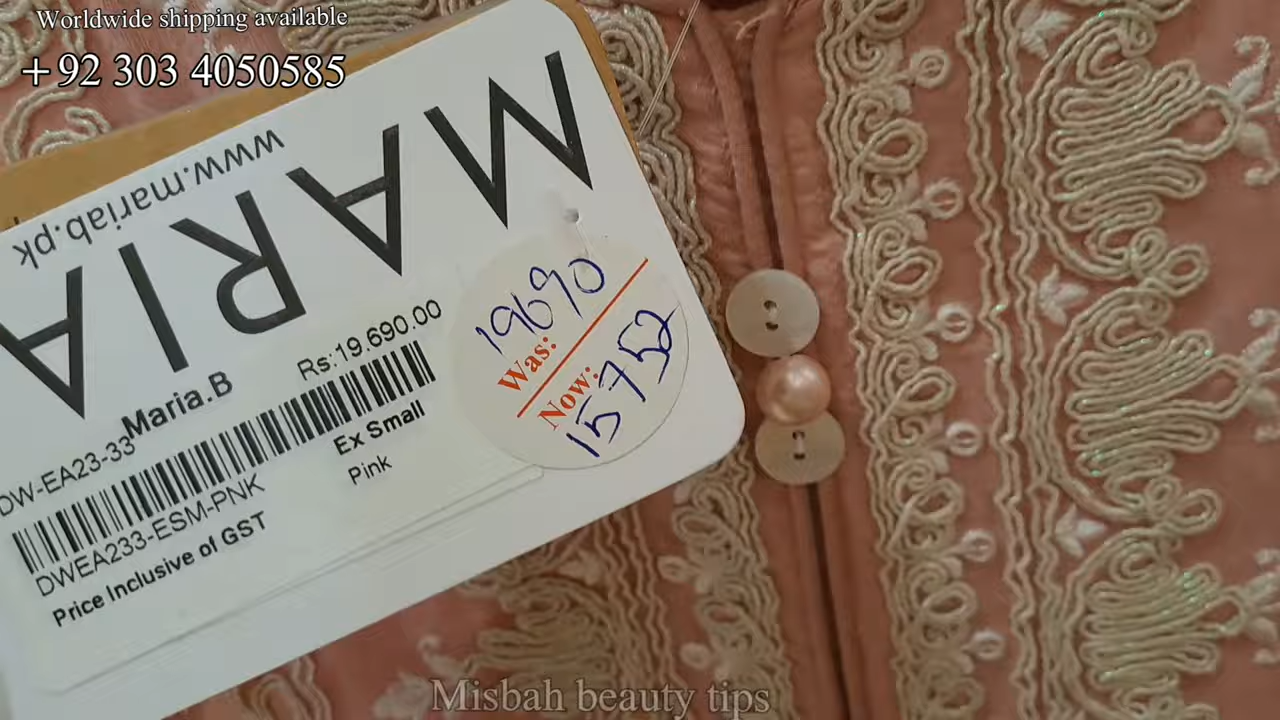 Worldwide shipping available
+92 303 4050585
MARIA
www.mariab.pk
Maria.B
Rs:19.690.00
DW-EA23-33
Ex Small
Pink
DWEA233-ESM-PNK
Price Inclusive of GST
19690
Was:
Now:
15752
Misbah beauty tips